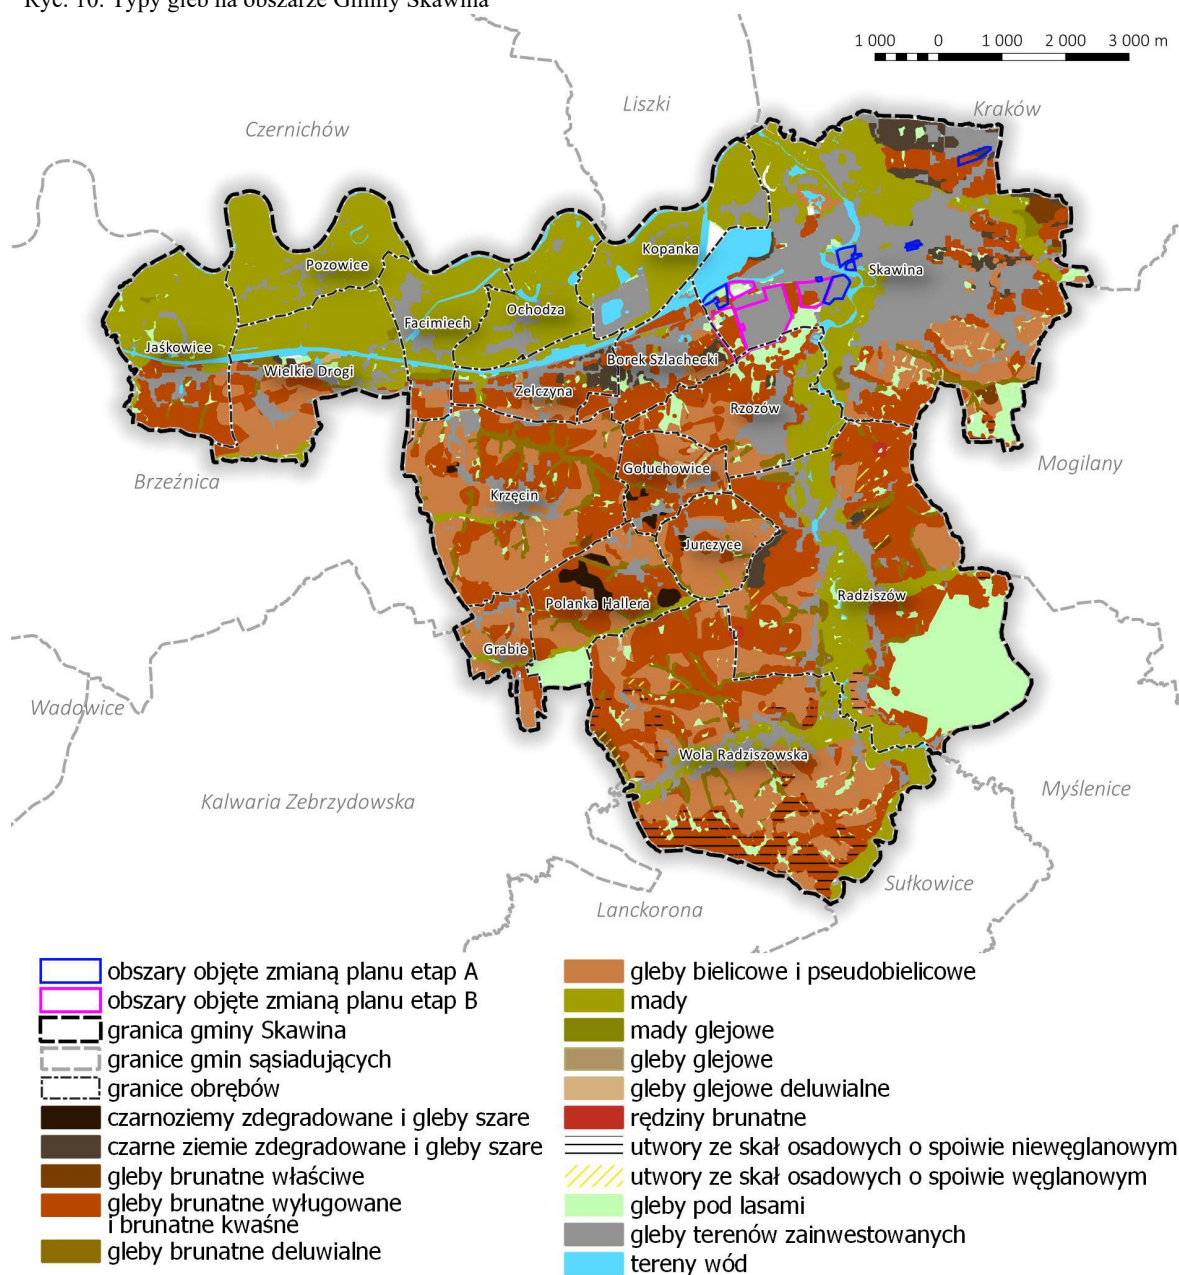 Ryc. 10. Typy gleb na obszarze Gminy Skawina
1 000 0 1 000 2 000 3 000 m
Liszki
Kraków
Czernichów
Kopanka
Pozowice
Skawina
Ochodza
Facimiech
Jaśkowice
Borek Szlachecki
Wielkie Drogi
Zelczyna
Rzozów
Mogilany
Gołuchowice
Brzeźnica
Krzęcin
Jurczyce
Radziszów
Polanka Hallera
Grabie
Wadowice
Wola Radziszowska
Myślenice
Kalwaria Zebrzydowska
Sułkowice
Lanckorona
obszary objęte zmianą planu etap A
obszary objęte zmianą planu etap B
granica gminy Skawina
granice gmin sąsiadujących
granice obrębów
czarnoziemy zdegradowane i gleby szare
czarne ziemie zdegradowane i gleby szare
gleby brunatne właściwe
gleby brunatne wyługowane
i brunatne kwaśne
gleby brunatne deluwialne
gleby bielicowe i pseudobielicowe
mady
mady glejowe
gleby glejowe
gleby glejowe deluwialne
rędziny brunatne
utwory ze skał osadowych o spoiwie niewęglanowym
utwory ze skał osadowych o spoiwie węglanowym
gleby pod lasami
gleby terenów zainwestowanych
tereny wód